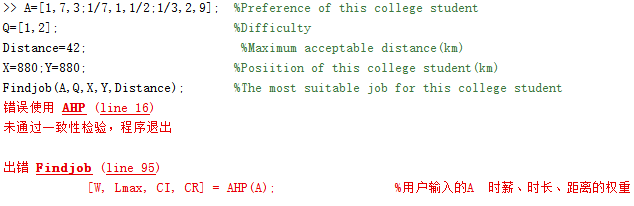 >> A=[1,7,3;1/7,1,1/2;1/3,2,9];  %Preference of this college student
Q=[1,2];                        %Difficulty
Distance=42;                     %Maximum acceptable distance(km)
X=880;Y=880;                    %Posiition of this college student(km)
Findjob(A,Q,X,Y,Distance);      %The most suitable job for this college student
错误使用 AHP (line 16)
未通过一致性检验，程序退出
出错 Findjob (line 95)
[W, Lmax, CI, CR] = AHP(A);                %用户输入的A  时薪、时长、距离的权重